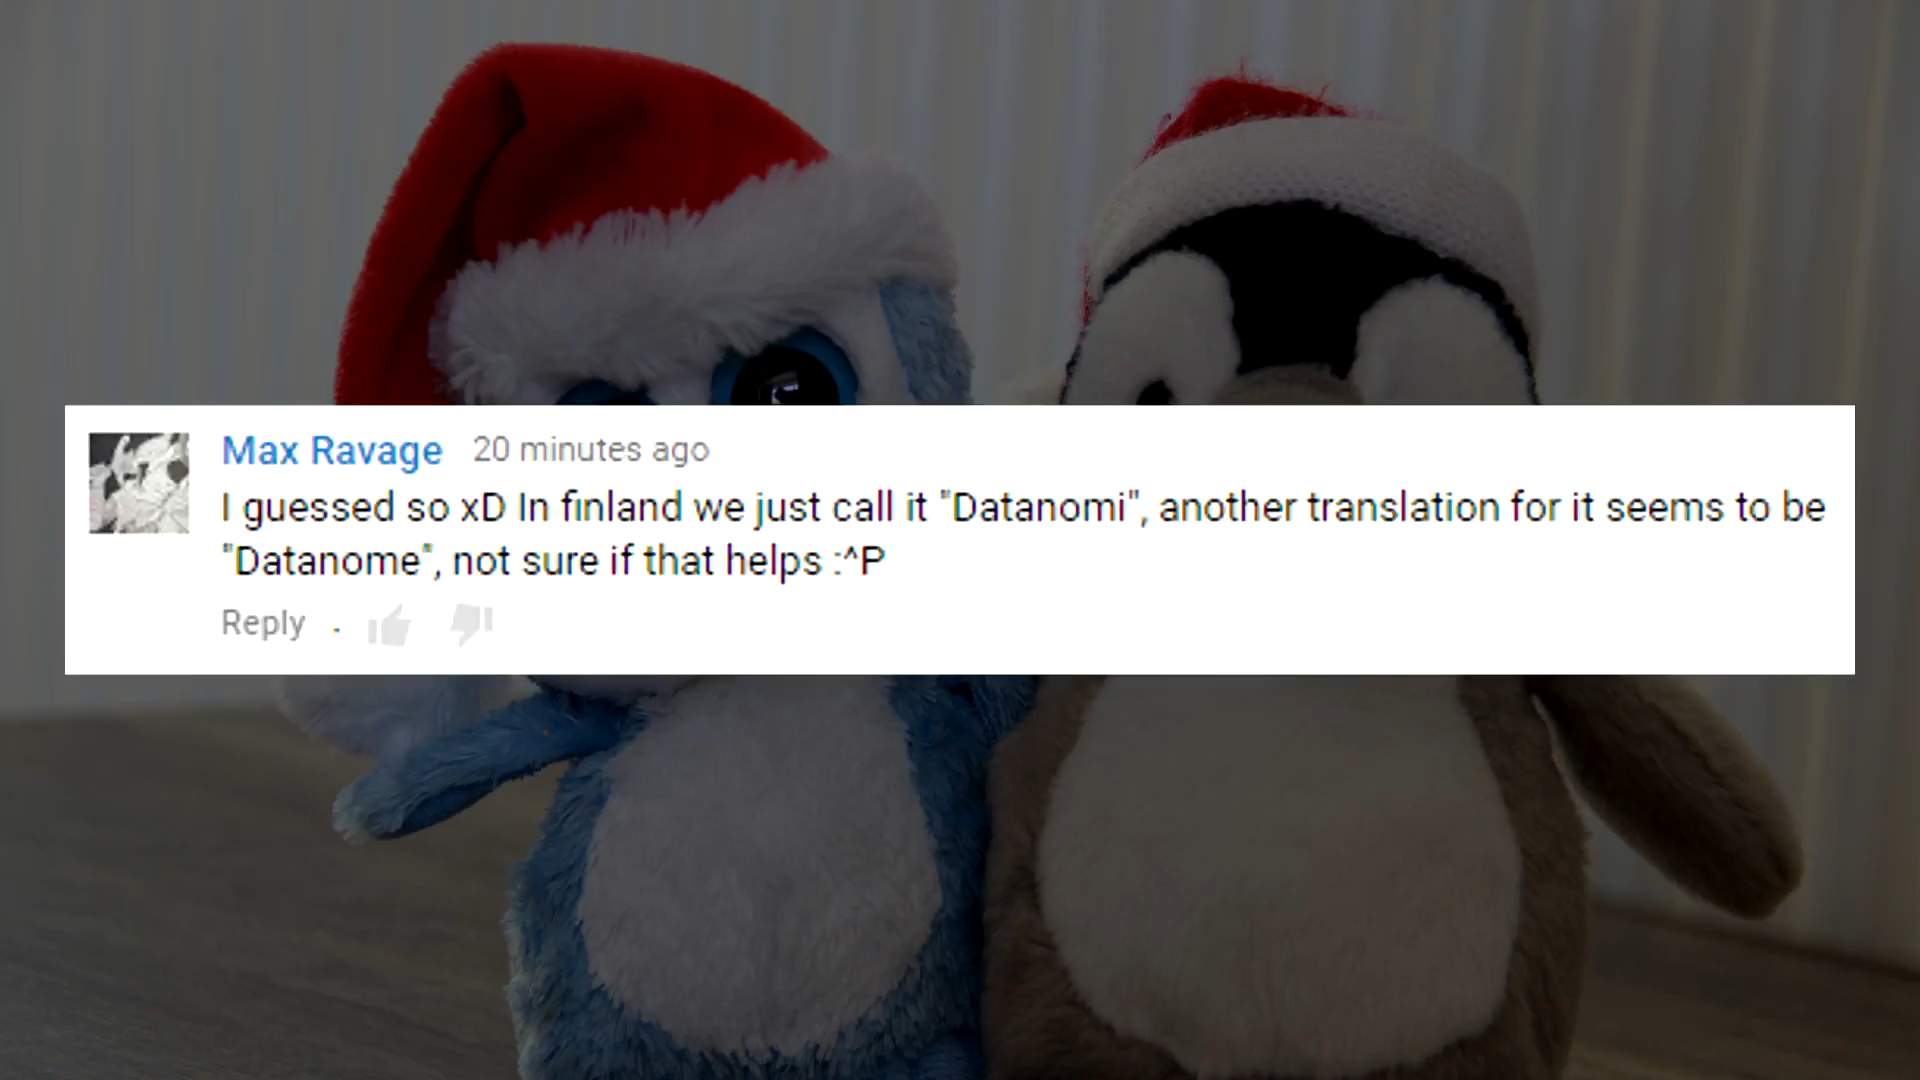 Max Ravage 20 minutes ago
I guessed so xD In finland we just call it "Datanomi", another translation for it seems to be
"Datanome", not sure if that helps :^P
Reply .